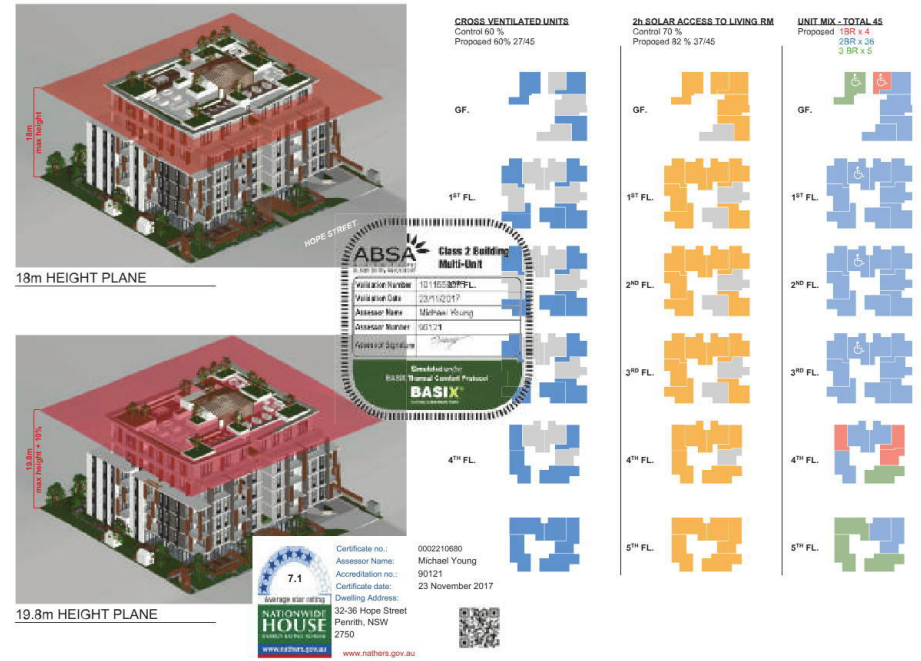 18m
max height
HOPE STREET
18m HEIGHT PLANE
19.8m
max height + 10%
19.8m HEIGHT PLANE
ABSA
Class 2 Building
Multi-Unit
Validation Number
Validation Date 23/11/2017
Assessor Name Michael Young
Assessor Number 90121
Assessor Signature
Simulated under
BASIX Thermal Comfort Protocol
BASIX
7.1
Average star rating
NATIONWIDE
HOUSE
ENERGY RATING SCHEME
www.nathers.gov.au
Certificate no.: 0002210680
Assessor Name: Michael Young
Accreditation no.: 90121
Certificate date: 23 November 2017
Dwelling Address:
32-36 Hope Street
Penrith, NSW
2750
www.nathers.gov.au
CROSS VENTILATED UNITS
Control 60 %
Proposed 60% 27/45
GF.
1ST FL.
2ND FL.
3RD FL.
4TH FL.
5TH FL.
2h SOLAR ACCESS TO LIVING RM
Control 70 %
Proposed 82 % 37/45
GF.
1ST FL.
2ND FL.
3RD FL.
4TH FL.
5TH FL.
UNIT MIX - TOTAL 45
Proposed 1BR x 4
2BR x 36
3 BR x 5
GF.
1ST FL.
2ND FL.
3RD FL.
4TH FL.
5TH FL.